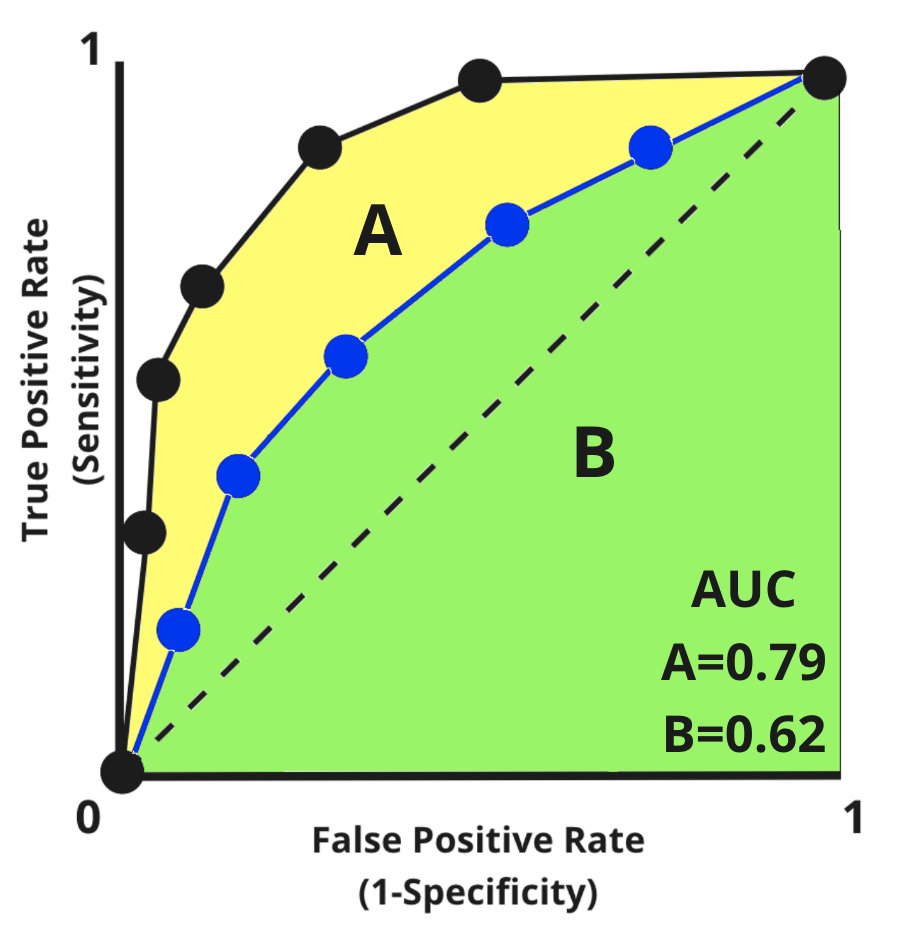 1
True Positive Rate
(Sensitivity)
A
B
AUC
A=0.79
B=0.62
0
1
False Positive Rate
(1-Specificity)